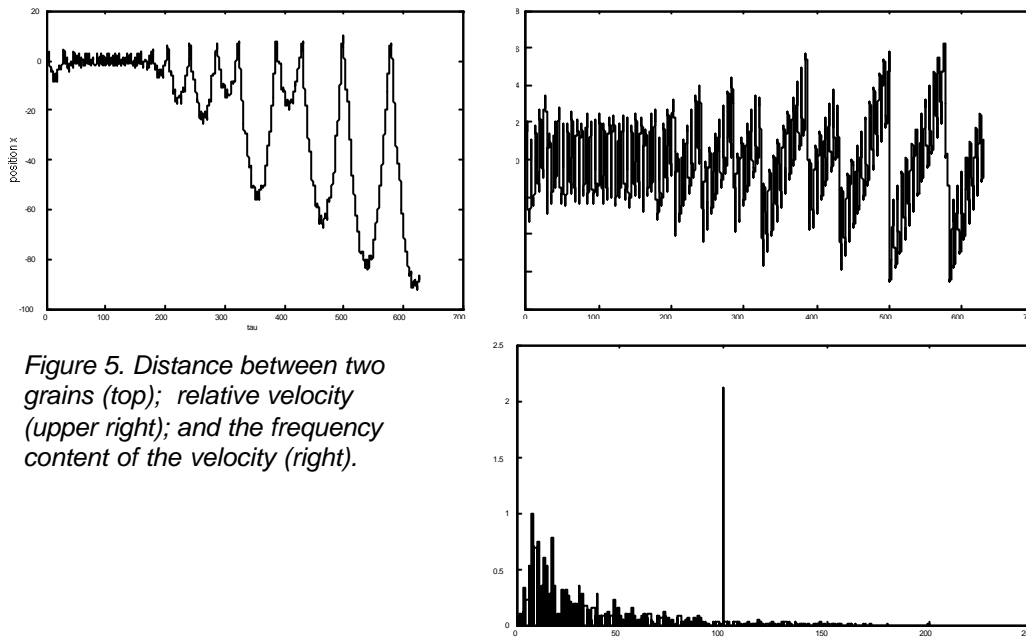 20
0
-20
-40
-60
-80
-100
position x
0 100 200 300 400 500 600 700
tau
8
6
4
2
0
0 100 200 300 400 500 600
Figure 5. Distance between two
grains (top); relative velocity
(upper right); and the frequency
content of the velocity (right).
2.5
2
1.5
1
0.5
0
0 50 100 150 200